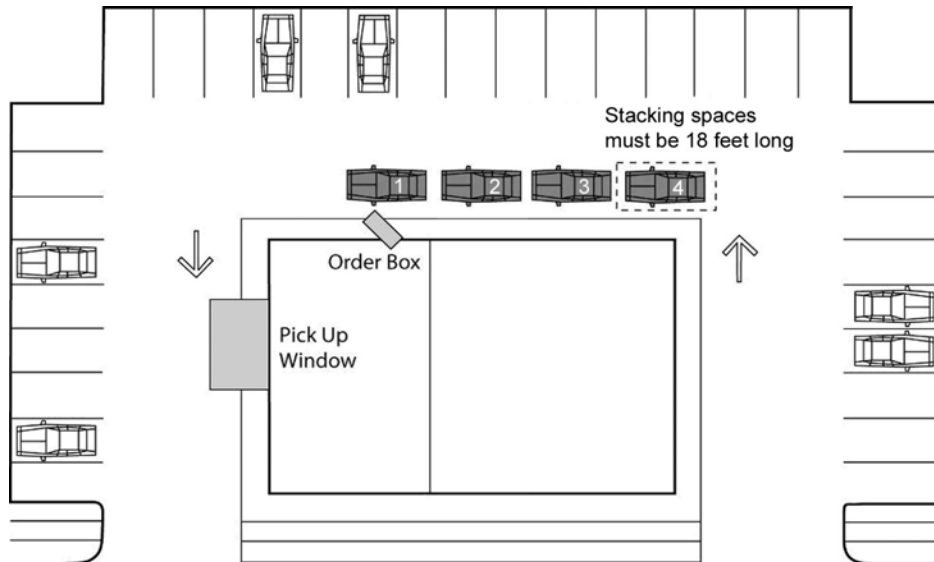 Stacking spaces
must be 18 feet long
1 2 3 4
Order Box
Pick Up
Window